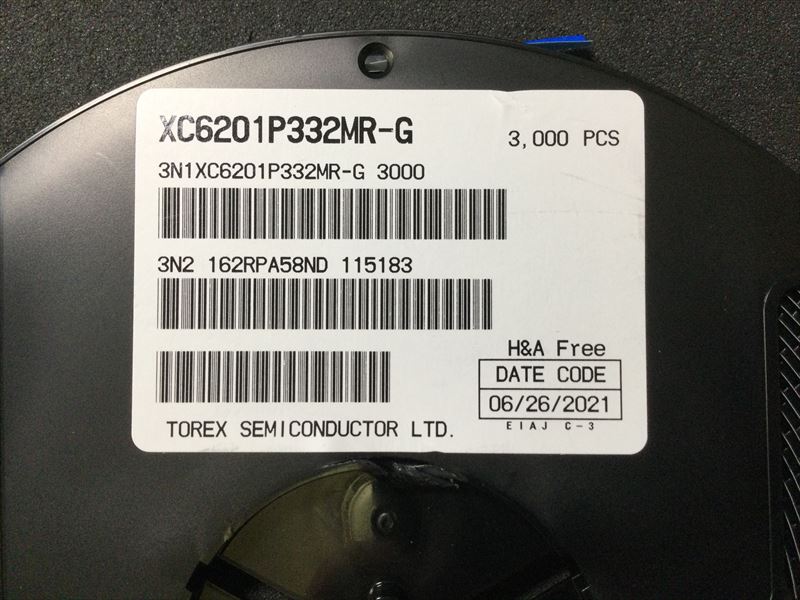 XC6201P332MR-G
3,000 PCS
3N1XC6201P332MR-G 3000
3N2 162RPA58ND 115183
H&A Free
DATE CODE
06/26/2021
EIAJ C-3
TOREX SEMICONDUCTOR LTD.